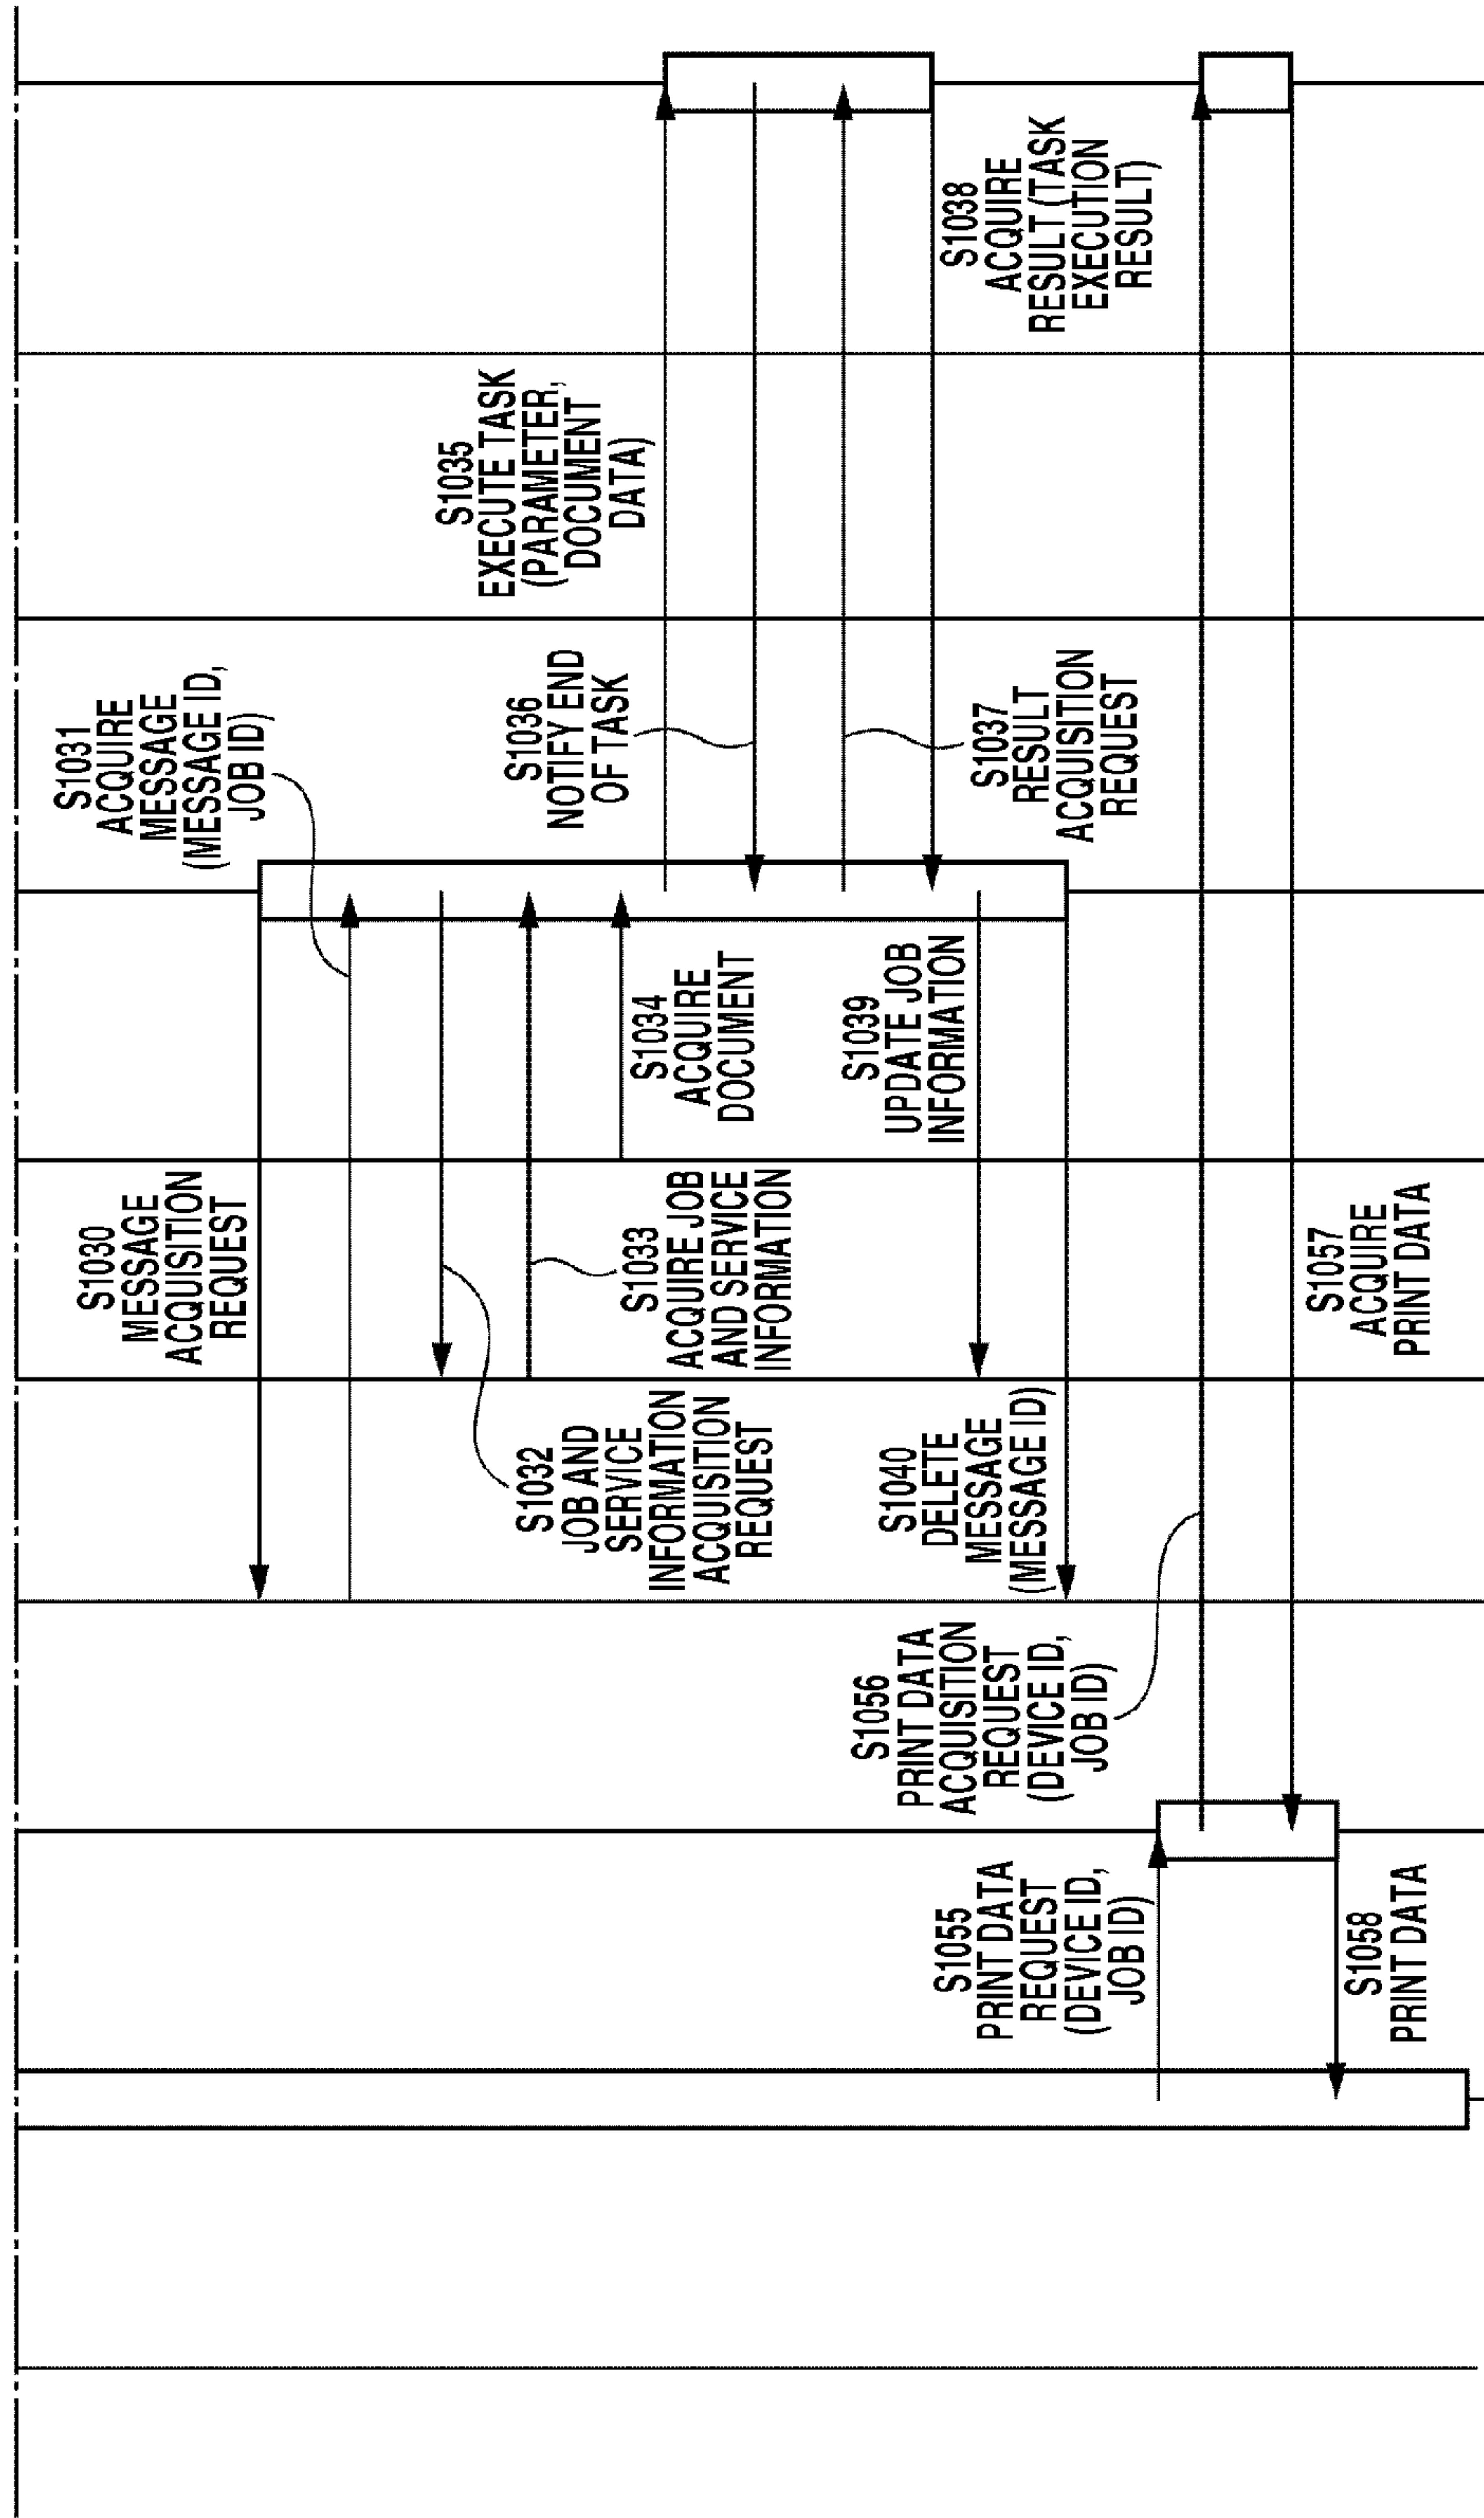 S1030
MESSAGE
ACQUISITION
REQUEST
S1031
ACQUIRE
MESSAGE
(MESSAGE ID,
JOB ID)
S1032
JOB AND
SERVICE
INFORMATION
ACQUISITION
REQUEST
S1033
ACQUIRE JOB
AND SERVICE
INFORMATION
S1034
ACQUIRE
DOCUMENT
S1035
EXECUTE TASK
(PARAMETER,
DOCUMENT
DATA)
S1036
NOTIFY END
OF TASK
S1037
RESULT
ACQUISITION
REQUEST
S1038
ACQUIRE
RESULT (TASK
EXECUTION
RESULT)
S1039
UPDATE JOB
INFORMATION
S1040
DELETE
MESSAGE
(MESSAGE ID)
S1055
PRINT DATA
REQUEST
(DEVICE ID,
JOB ID)
S1056
PRINT DATA
ACQUISITION
REQUEST
(DEVICE ID,
JOB ID)
S1057
ACQUIRE
PRINT DATA
S1058
PRINT DATA